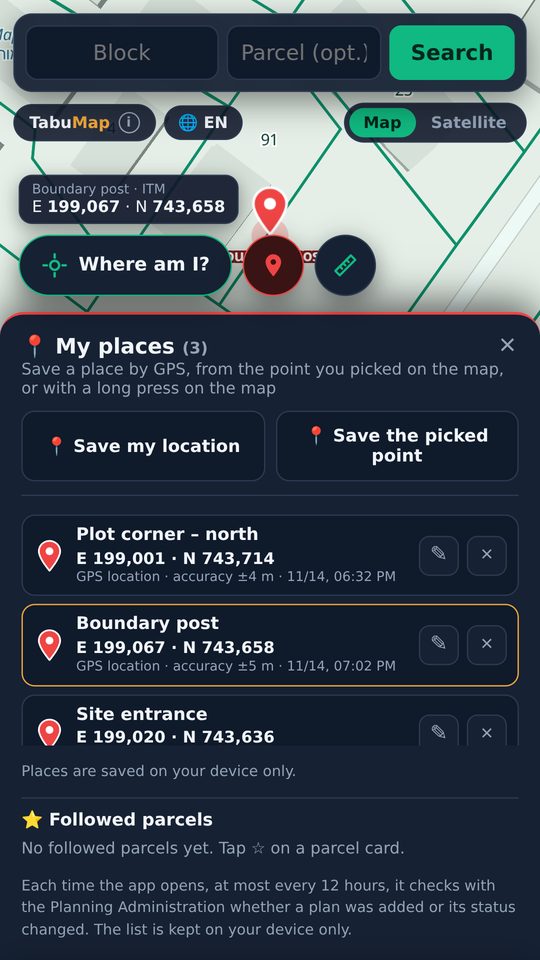 Block
Parcel (opt.)
Search
TabuMap i
EN
Map
Satellite
91
Boundary post · ITM
E 199,067 · N 743,658
Where am I?
📍 My places (3)
✕
Save a place by GPS, from the point you picked on the map,
or with a long press on the map
📍 Save my location
📍 Save the picked
point
Plot corner – north
E 199,001 · N 743,714
GPS location · accuracy ±4 m · 11/14, 06:32 PM
✎ ✕
Boundary post
E 199,067 · N 743,658
GPS location · accuracy ±5 m · 11/14, 07:02 PM
✎ ✕
Site entrance
E 199,020 · N 743,636
✎ ✕
Places are saved on your device only.
⭐ Followed parcels
No followed parcels yet. Tap ☆ on a parcel card.
Each time the app opens, at most every 12 hours, it checks with
the Planning Administration whether a plan was added or its status
changed. The list is kept on your device only.